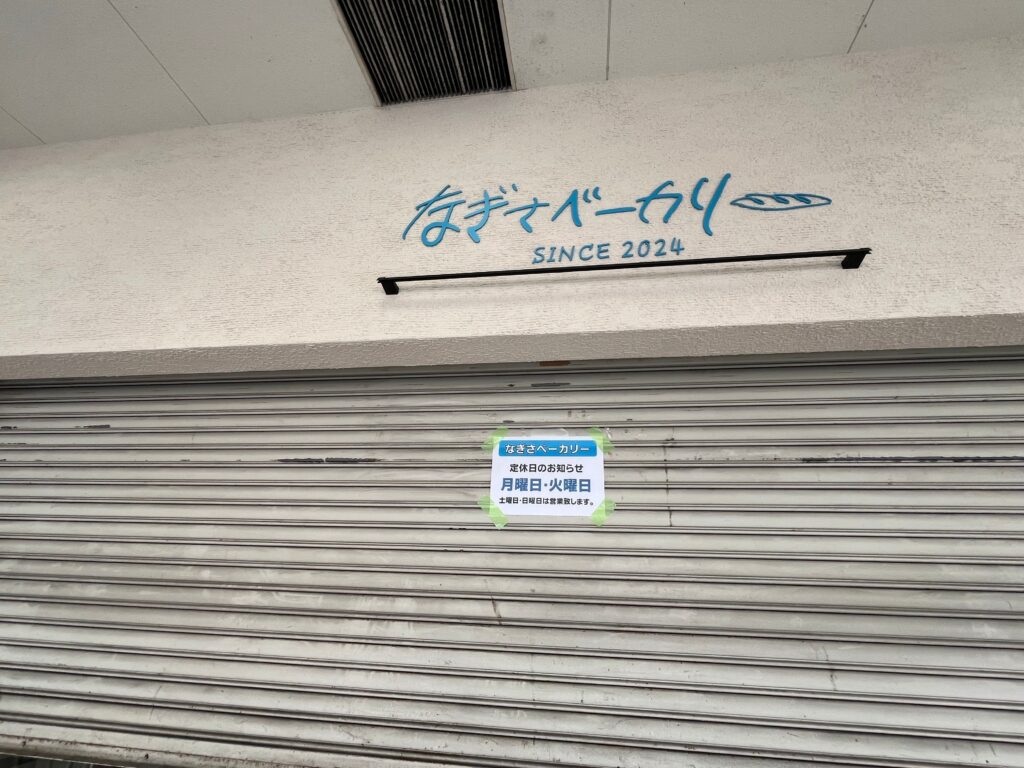 なぎさベーカリー
SINCE 2024
なぎさベーカリー
定休日のお知らせ
月曜日・火曜日
土曜日・日曜日は営業致します。